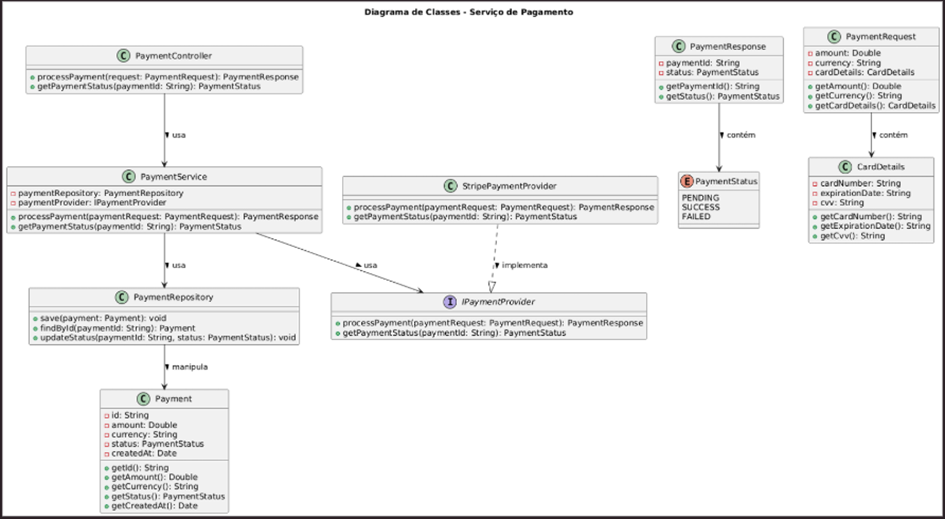 Diagrama de Classes - Serviço de Pagamento
C PaymentController
processPayment(request: PaymentRequest): PaymentResponse
getPaymentStatus(paymentId: String): PaymentStatus
usa
C PaymentService
paymentRepository: PaymentRepository
paymentProvider: IPaymentProvider
processPayment(paymentRequest: PaymentRequest): PaymentResponse
getPaymentStatus(paymentId: String): PaymentStatus
usa
usa
C PaymentRepository
save(payment: Payment): void
findById(paymentId: String): Payment
updateStatus(paymentId: String, status: PaymentStatus): void
manipula
C Payment
id: String
amount: Double
currency: String
status: PaymentStatus
createdAt: Date
getId(): String
getAmount(): Double
getCurrency(): String
getStatus(): PaymentStatus
getCreatedAt(): Date
C StripePaymentProvider
processPayment(paymentRequest: PaymentRequest): PaymentResponse
getPaymentStatus(paymentId: String): PaymentStatus
implementa
I IPaymentProvider
processPayment(paymentRequest: PaymentRequest): PaymentResponse
getPaymentStatus(paymentId: String): PaymentStatus
C PaymentResponse
paymentId: String
status: PaymentStatus
getPaymentId(): String
getStatus(): PaymentStatus
contém
E PaymentStatus
PENDING
SUCCESS
FAILED
C PaymentRequest
amount: Double
currency: String
cardDetails: CardDetails
getAmount(): Double
getCurrency(): String
getCardDetails(): CardDetails
contém
C CardDetails
cardNumber: String
expirationDate: String
cvv: String
getCardNumber(): String
getExpirationDate(): String
getCvv(): String